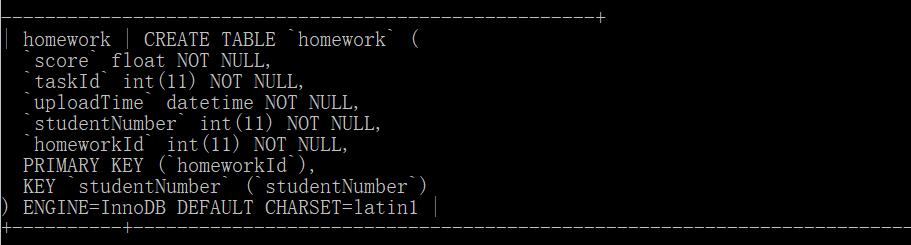 ------------------------------------------------------+
| homework | CREATE TABLE `homework` (
  `score` float NOT NULL,
  `taskId` int(11) NOT NULL,
  `uploadTime` datetime NOT NULL,
  `studentNumber` int(11) NOT NULL,
  `homeworkId` int(11) NOT NULL,
  PRIMARY KEY (`homeworkId`),
  KEY `studentNumber` (`studentNumber`)
) ENGINE=InnoDB DEFAULT CHARSET=latin1 |
+----------+-----------------------------------------------------------------------